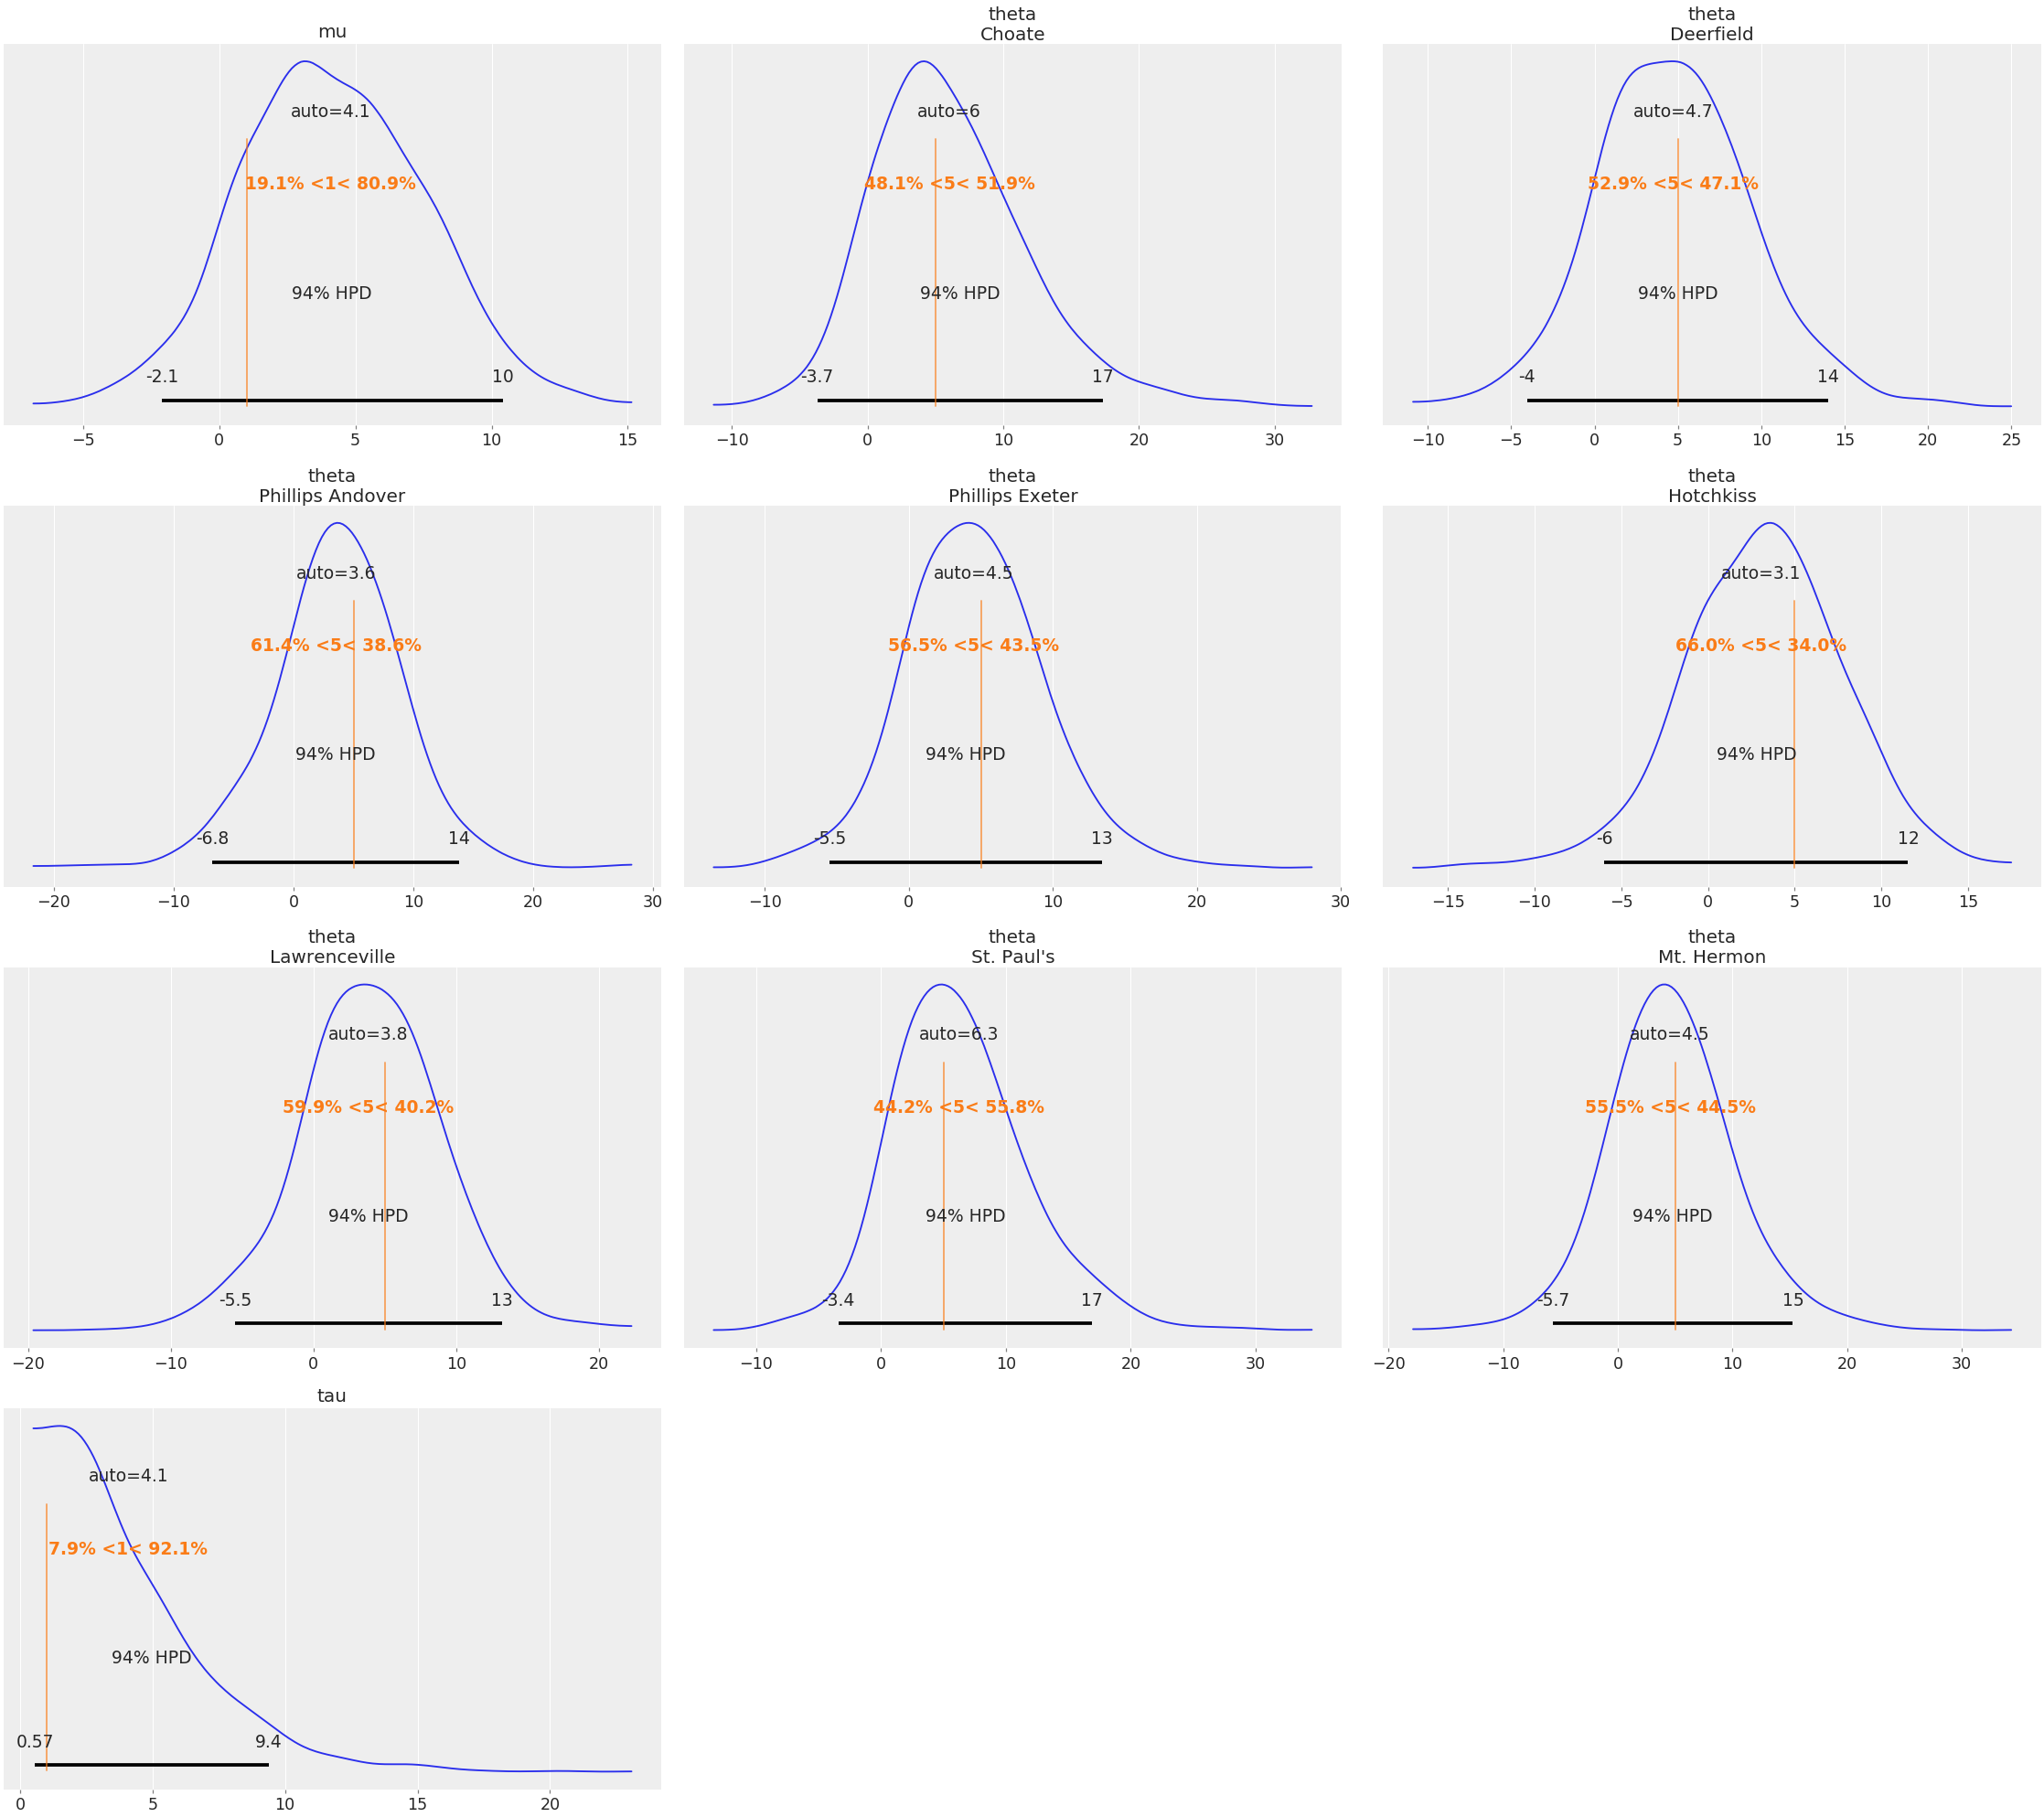 mu
auto=4.1
19.1% <1< 80.9%
94% HPD
-2.1 10
−5 0 5 10 15
theta
Choate
auto=6
48.1% <5< 51.9%
94% HPD
-3.7 17
−10 0 10 20 30
theta
Deerfield
auto=4.7
52.9% <5< 47.1%
94% HPD
-4 14
−10 −5 0 5 10 15 20 25
theta
Phillips Andover
auto=3.6
61.4% <5< 38.6%
94% HPD
-6.8 14
−20 −10 0 10 20 30
theta
Phillips Exeter
auto=4.5
56.5% <5< 43.5%
94% HPD
-5.5 13
−10 0 10 20 30
theta
Hotchkiss
auto=3.1
66.0% <5< 34.0%
94% HPD
-6 12
−15 −10 −5 0 5 10 15
theta
Lawrenceville
auto=3.8
59.9% <5< 40.2%
94% HPD
-5.5 13
−20 −10 0 10 20
theta
St. Paul's
auto=6.3
44.2% <5< 55.8%
94% HPD
-3.4 17
−10 0 10 20 30
theta
Mt. Hermon
auto=4.5
55.5% <5< 44.5%
94% HPD
-5.7 15
−20 −10 0 10 20 30
tau
auto=4.1
7.9% <1< 92.1%
94% HPD
0.57 9.4
0 5 10 15 20